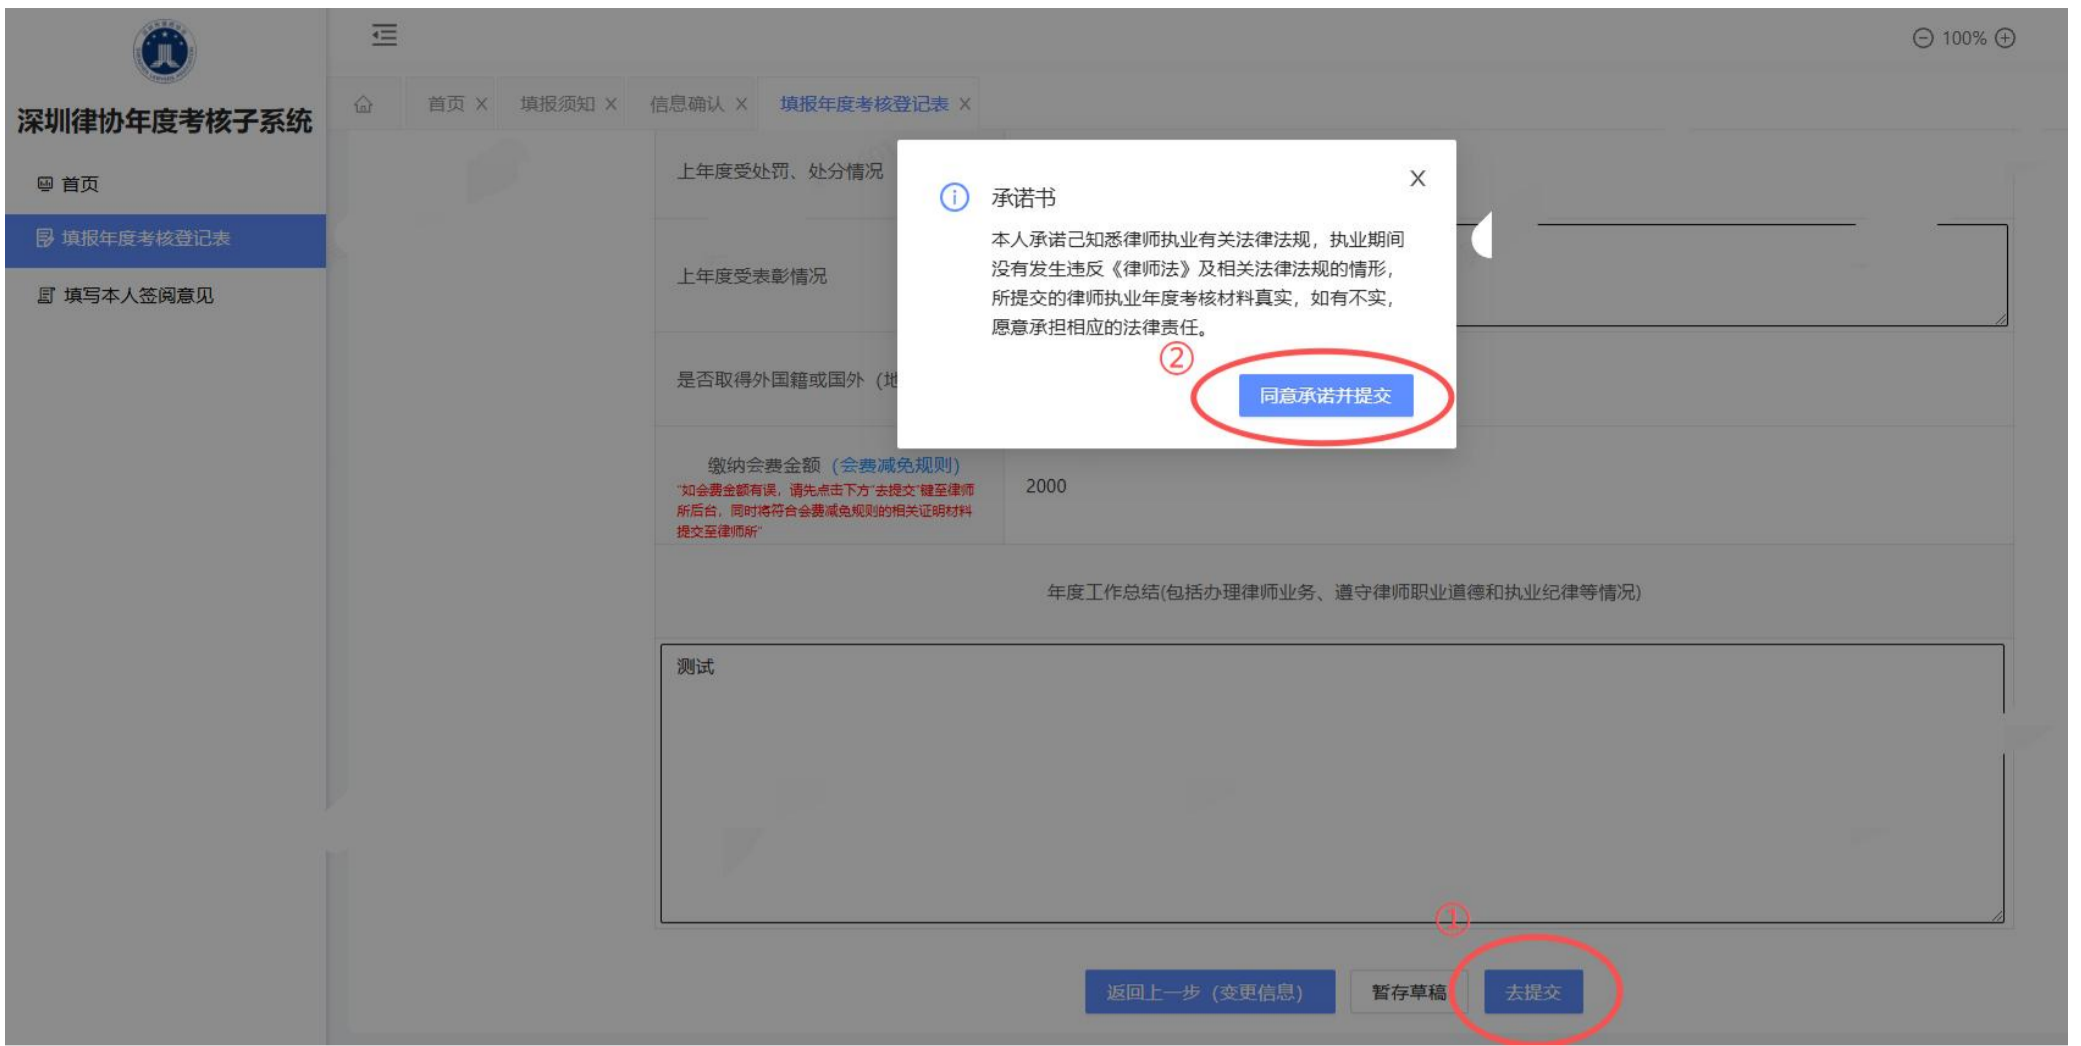 100%
深圳律协年度考核子系统
首页 X 填报须知 X 信息确认 X 填报年度考核登记表 X
首页
填报年度考核登记表
填写本人签阅意见
上年度受处罚、处分情况
上年度受表彰情况
是否取得外国籍或国外（地
缴纳会费金额（会费减免规则）
"如会费金额有误，请先点击下方"去提交"键至律师
所后台，同时将符合会费减免规则的相关证明材料
提交至律师所"
2000
承诺书
X
本人承诺已知悉律师执业有关法律法规，执业期间
没有发生违反《律师法》及相关法律法规的情形，
所提交的律师执业年度考核材料真实，如有不实，
愿意承担相应的法律责任。
②
同意承诺并提交
年度工作总结(包括办理律师业务、遵守律师职业道德和执业纪律等情况)
测试
①
返回上一步（变更信息） 暂存草稿 去提交